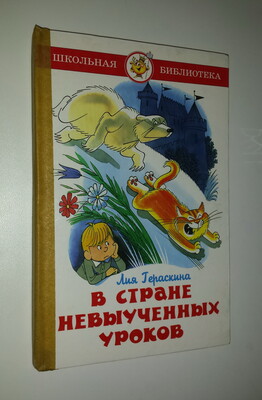 ШКОЛЬНАЯ БИБЛИОТЕКА
Лия Гераскина
В СТРАНЕ
НЕВЫУЧЕННЫХ
УРОКОВ